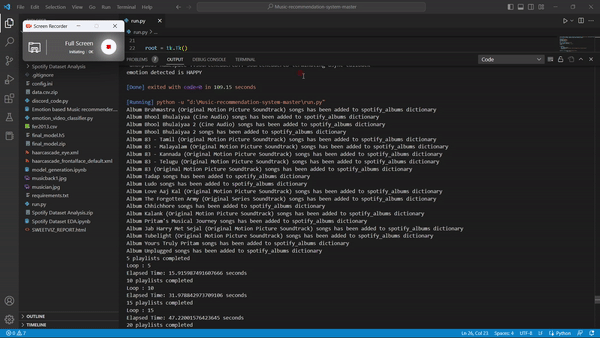 File Edit Selection View Go Run Terminal Help
Music-recommendation-system-master
Screen Recorder
Full Screen
run.py
run.py > ...
21
22 root = tk.Tk()
PROBLEMS 7 OUTPUT DEBUG CONSOLE TERMINAL
Code
Spotify Dataset Analysis
.gitignore
config.ini
data.csv.zip
discord_code.py
Emotion based Music recommender...
emotion_video_classifier.py
fer2013.csv
final_model.h5
final_model.zip
haarcascade_eye.xml
haarcascade_frontalface_default.xml
model_generation.ipynb
musicback1.jpg
musician.jpg
requirements.txt
run.py
Spotify Dataset Analysis.zip
Spotify Dataset EDA.ipynb
SWEETVIZ_REPORT.html
OUTLINE
TIMELINE
emotion detected is HAPPY
[Done] exited with code=0 in 109.15 seconds
[Running] python -u "d:\Music-recommendation-system-master\run.py"
Album Brahmastra (Original Motion Picture Soundtrack) songs has been added to spotify_albums dictionary
Album Bhool Bhulaiyaa (Cine Audio) songs has been added to spotify_albums dictionary
Album Bhool Bhulaiyaa 2 (Cine Audio) songs has been added to spotify_albums dictionary
Album Bhool Bhulaiyaa 2 songs has been added to spotify_albums dictionary
Album 83 - Tamil (Original Motion Picture Soundtrack) songs has been added to spotify_albums dictionary
Album 83 - Malayalam (Original Motion Picture Soundtrack) songs has been added to spotify_albums dictionary
Album 83 - Kannada (Original Motion Picture Soundtrack) songs has been added to spotify_albums dictionary
Album 83 - Telugu (Original Motion Picture Soundtrack) songs has been added to spotify_albums dictionary
Album 83 (Original Motion Picture Soundtrack) songs has been added to spotify_albums dictionary
Album Tadap songs has been added to spotify_albums dictionary
Album Ludo songs has been added to spotify_albums dictionary
Album Love Aaj Kal (Original Motion Picture Soundtrack) songs has been added to spotify_albums dictionary
Album The Forgotten Army (Original Series Soundtrack) songs has been added to spotify_albums dictionary
Album Chhichhore songs has been added to spotify_albums dictionary
Album Kalank (Original Motion Picture Soundtrack) songs has been added to spotify_albums dictionary
Album Pritam's Musical Journey songs has been added to spotify_albums dictionary
Album Jab Harry Met Sejal (Original Motion Picture Soundtrack) songs has been added to spotify_albums dictionary
Album Tubelight (Original Motion Picture Soundtrack) songs has been added to spotify_albums dictionary
Album Yours Truly Pritam songs has been added to spotify_albums dictionary
Album Unplugged songs has been added to spotify_albums dictionary
5 playlists completed
Loop : 5
Elapsed Time: 15.915987491607666 seconds
10 playlists completed
Loop : 10
Elapsed Time: 31.978842973709106 seconds
15 playlists completed
Loop : 15
Elapsed Time: 47.22001576423645 seconds
20 playlists completed
0 7
Ln 26, Col 21 Spaces: 4 UTF-8 LF Python